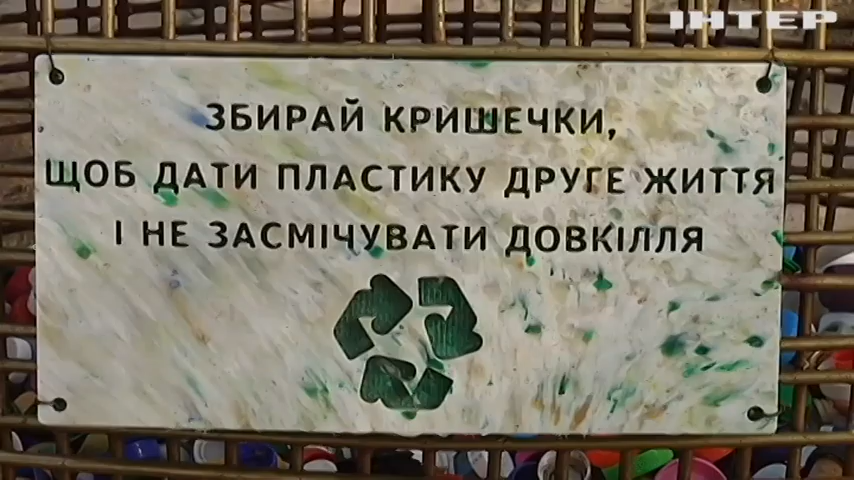 ІНТЕР
ЗБИРАЙ КРИШЕЧКИ,
ЩОБ ДАТИ ПЛАСТИКУ ДРУГЕ ЖИТТЯ
І НЕ ЗАСМІЧУВАТИ ДОВКІЛЛЯ